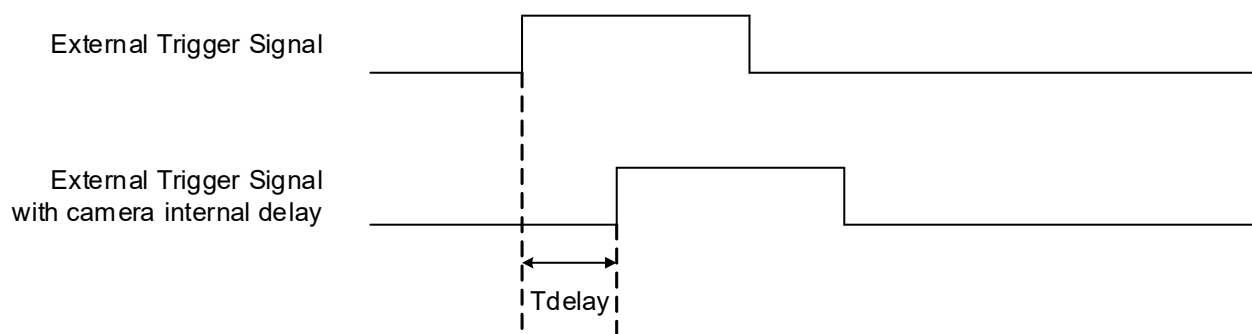 External Trigger Signal
External Trigger Signal
with camera internal delay
Tdelay